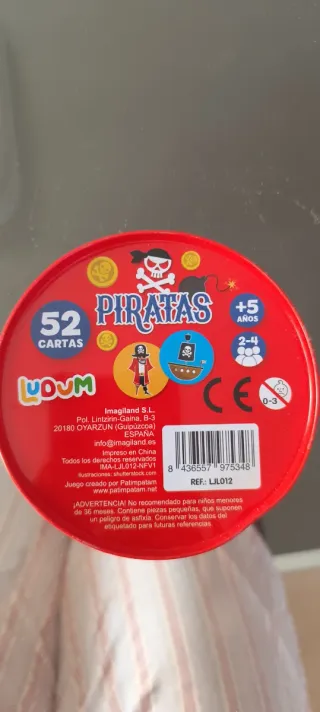 PIRATAS
52
CARTAS
+5
AÑOS
2-4
LUDUM
0-3
Imagiland S.L.
Pol. Lintzirin-Gaina, B-3
20180 OYARZUN (Guipúzcoa)
ESPAÑA
info@imagiland.es
Impreso en China
Todos los derechos reservados
IMA-LJL012-NFV1
Ilustraciones: shutterstock.com
Juego creado por Patimpatam
www.patimpatam.net
8 436557 975348
REF.: LJL012
¡ADVERTENCIA! No recomendado para niños menores
de 36 meses. Contiene piezas pequeñas, que suponen
un peligro de asfixia. Conservar los datos del
etiquetado para futuras referencias.
CE